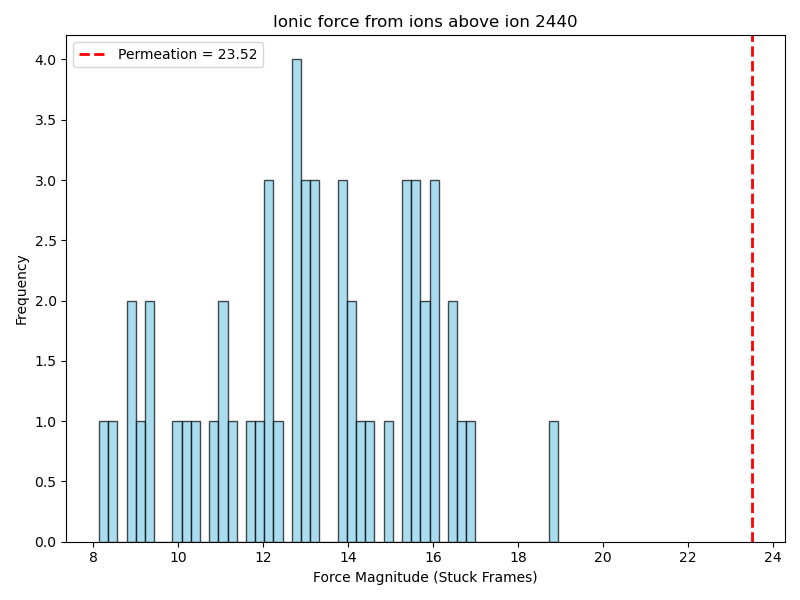 Ionic force from ions above ion 2440
Permeation = 23.52
4.0
3.5
3.0
2.5
2.0
1.5
1.0
0.5
0.0
Frequency
8 10 12 14 16 18 20 22 24
Force Magnitude (Stuck Frames)